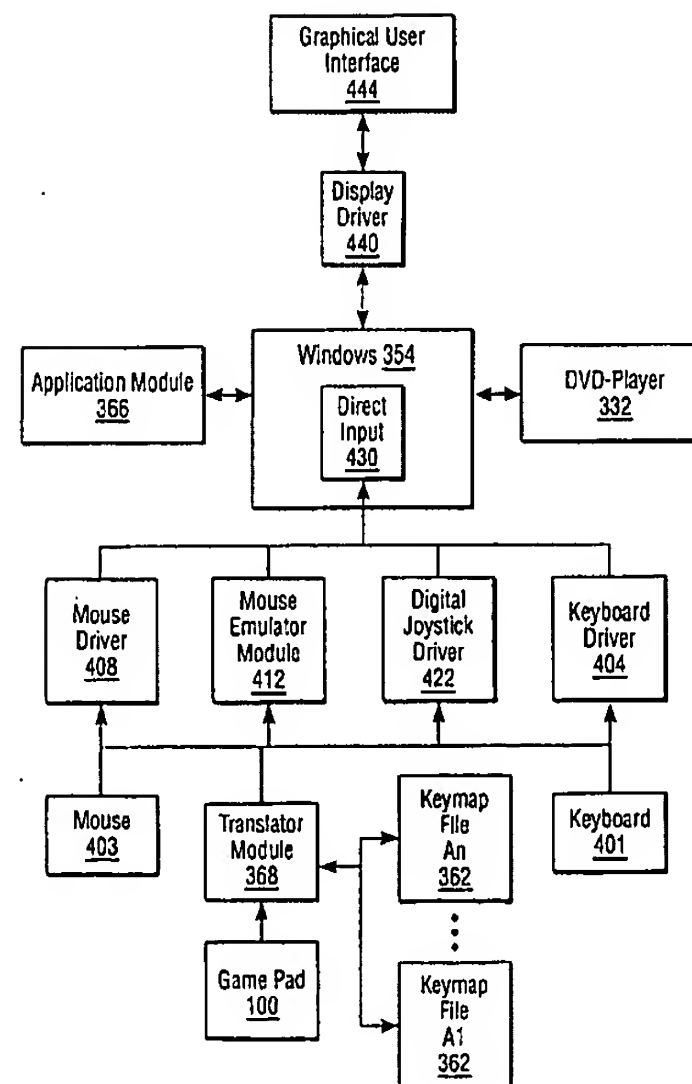 Graphical User
Interface
444
Display
Driver
440
Windows 354
Direct
Input
430
Application Module
366
DVD-Player
332
Mouse
Driver
408
Mouse
Emulator
Module
412
Digital
Joystick
Driver
422
Keyboard
Driver
404
Mouse
403
Translator
Module
368
Keymap
File
An
362
Keyboard
401
Game Pad
100
Keymap
File
A1
362